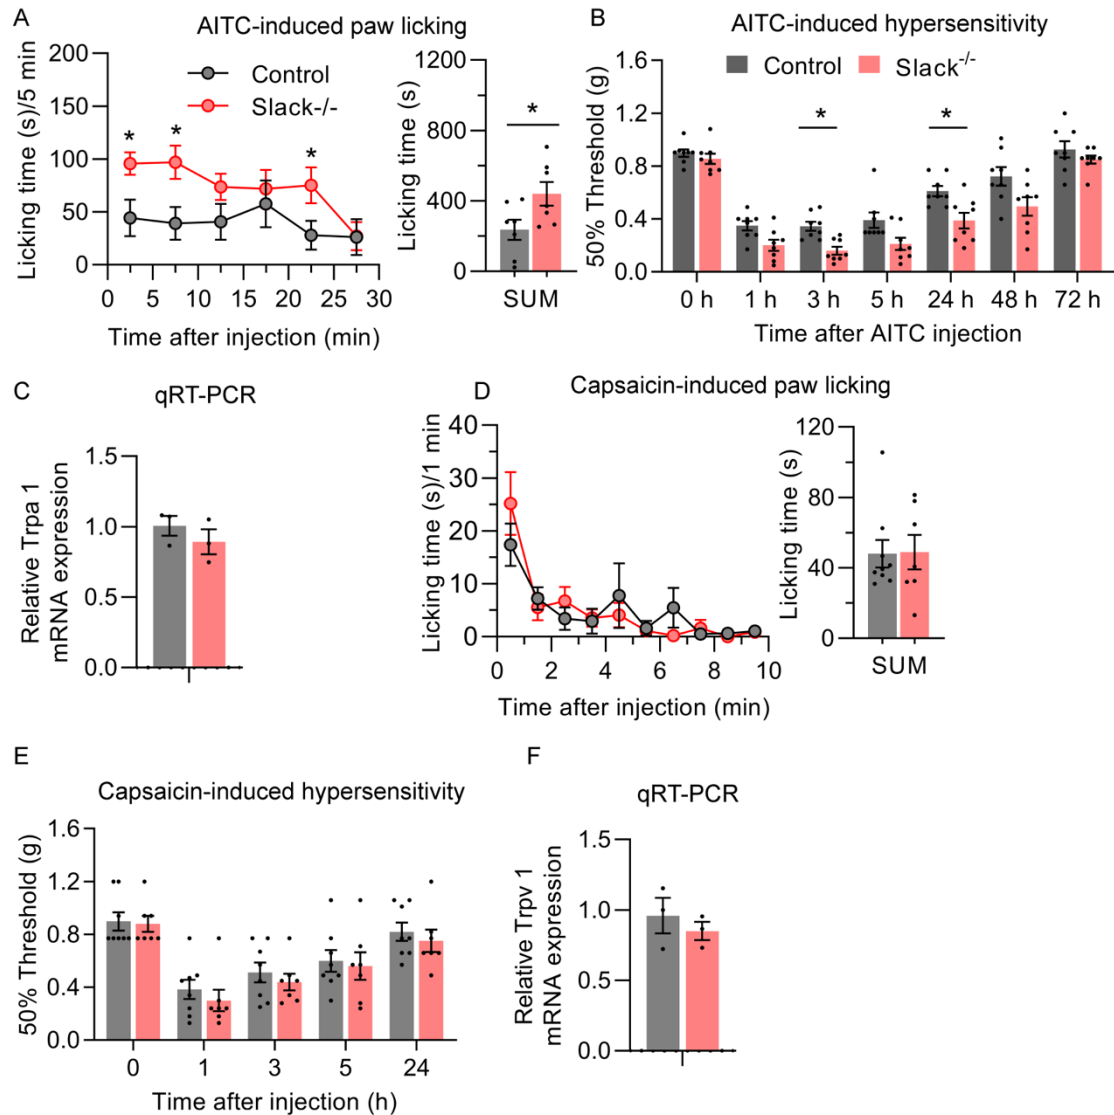 A
AITC-induced paw licking
Licking time (s)/5 min
200
150
100
50
0
Control
Slack-/-
* * *
0 5 10 15 20 25 30
Time after injection (min)
Licking time (s)
1200
800
400
0
*
SUM
B
AITC-induced hypersensitivity
50% Threshold (g)
1.6
1.2
0.8
0.4
0.0
Control Slack-/-
* *
0 h 1 h 3 h 5 h 24 h 48 h 72 h
Time after AITC injection
C
qRT-PCR
Relative Trpa 1
mRNA expression
1.5
1.0
0.5
0.0
D
Capsaicin-induced paw licking
Licking time (s)/1 min
40
30
20
10
0
0 2 4 6 8 10
Time after injection (min)
Licking time (s)
120
80
40
0
SUM
E
Capsaicin-induced hypersensitivity
50% Threshold (g)
1.6
1.2
0.8
0.4
0.0
0 1 3 5 24
Time after injection (h)
F
qRT-PCR
Relative Trpv 1
mRNA expression
1.5
1.0
0.5
0.0